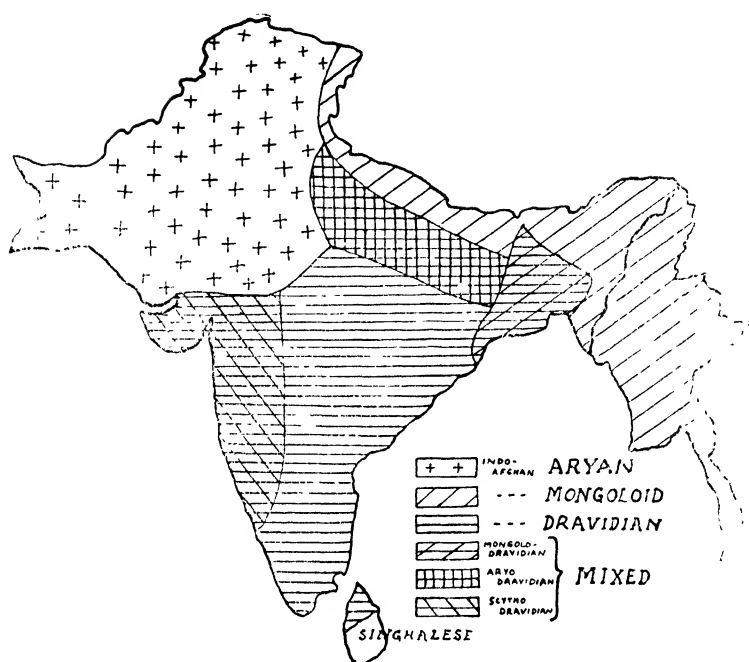 INDO-AFGHAN ARYAN
--- MONGOLOID
--- DRAVIDIAN
MONGOLO-DRAVIDIAN
ARYO DRAVIDIAN
MIXED
SCYTHO DRAVIDIAN
SINGHALESE